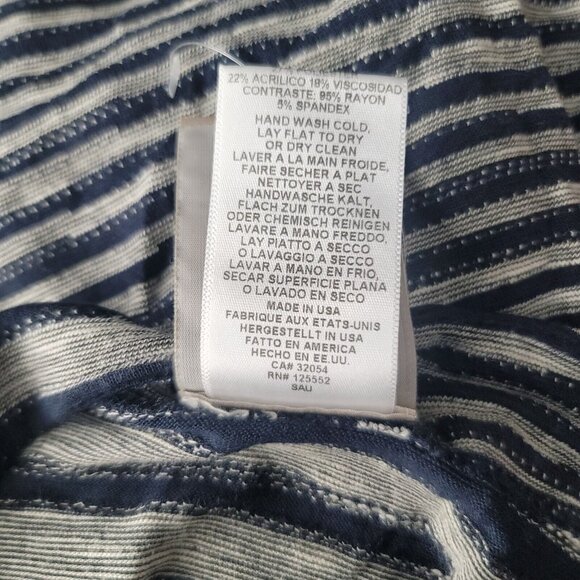 22% ACRILICO 19% VISCOSIDAD
CONTRASTE: 95% RAYON
5% SPANDEX
HAND WASH COLD,
LAY FLAT TO DRY
OR DRY CLEAN
LAVER A LA MAIN FROIDE,
FAIRE SECHER A PLAT
NETTOYER A SEC
HANDWASCHE KALT,
FLACH ZUM TROCKNEN
ODER CHEMISCH REINIGEN
LAVARE A MANO FREDDO,
LAY PIATTO A SECCO
O LAVAGGIO A SECCO
LAVAR A MANO EN FRIO,
SECAR SUPERFICIE PLANA
O LAVADO EN SECO
MADE IN USA
FABRIQUE AUX ETATS-UNIS
HERGESTELLT IN USA
FATTO EN AMERICA
HECHO EN EE.UU.
CA# 32054
RN# 125552
SAU